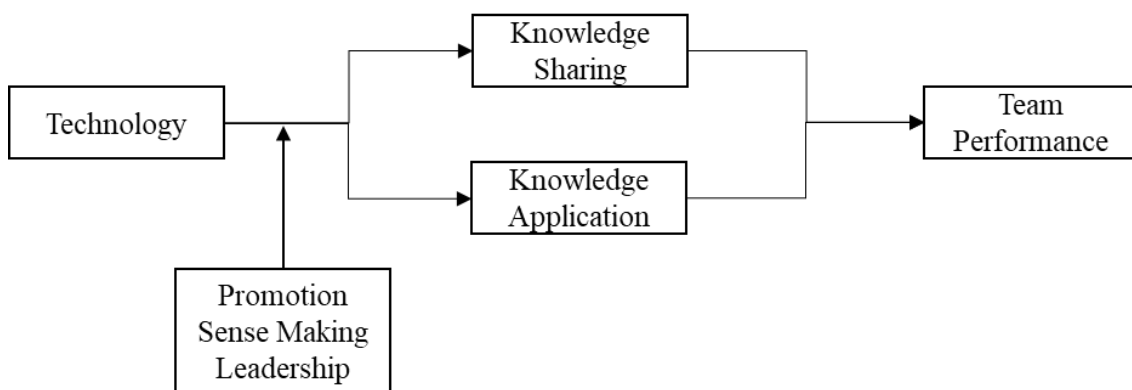 Knowledge
Sharing
Technology
Team
Performance
Knowledge
Application
Promotion
Sense Making
Leadership